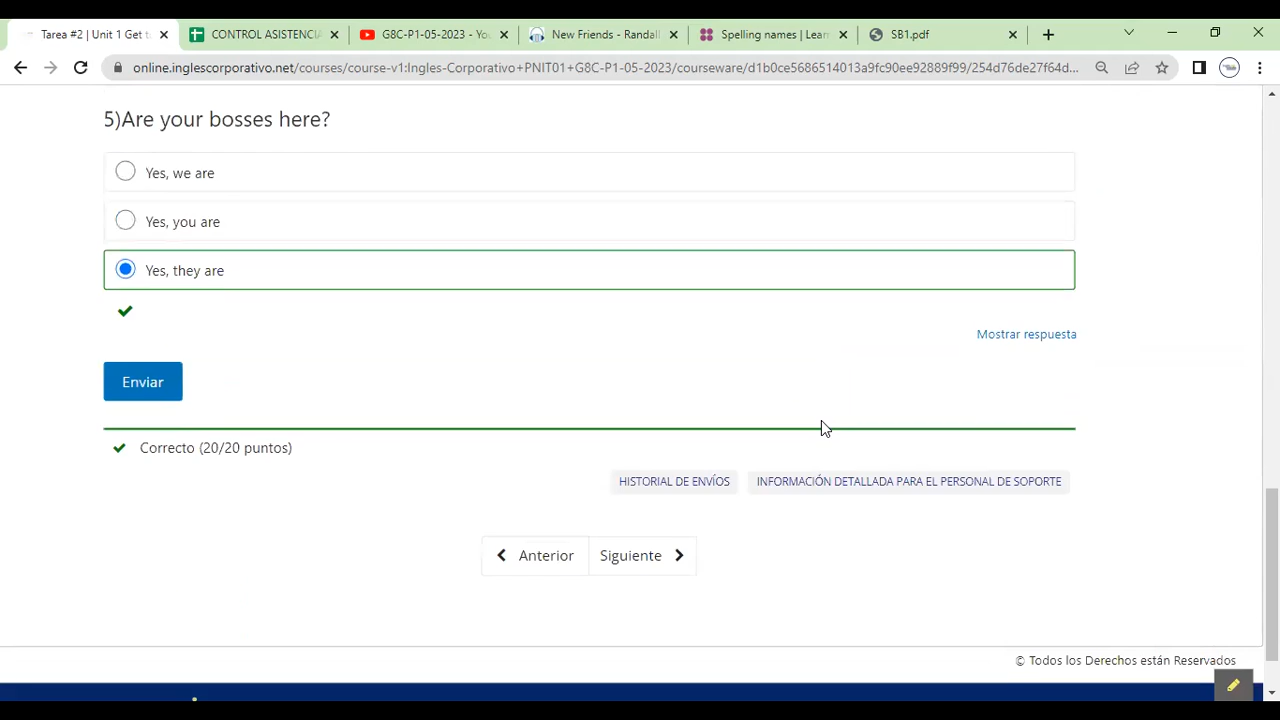 Tarea #2 | Unit 1 Get t
CONTROL ASISTENCIA
G8C-P1-05-2023 - You
New Friends - Randall
Spelling names | Learn
SB1.pdf
online.inglescorporativo.net/courses/course-v1:Ingles-Corporativo+PNIT01+G8C-P1-05-2023/courseware/d1b0ce5686514013a9fc90ee92889f99/254d76de27f64d...
5)Are your bosses here?
Yes, we are
Yes, you are
Yes, they are
Mostrar respuesta
Enviar
Correcto (20/20 puntos)
HISTORIAL DE ENVÍOS
INFORMACIÓN DETALLADA PARA EL PERSONAL DE SOPORTE
Anterior
Siguiente
© Todos los Derechos están Reservados